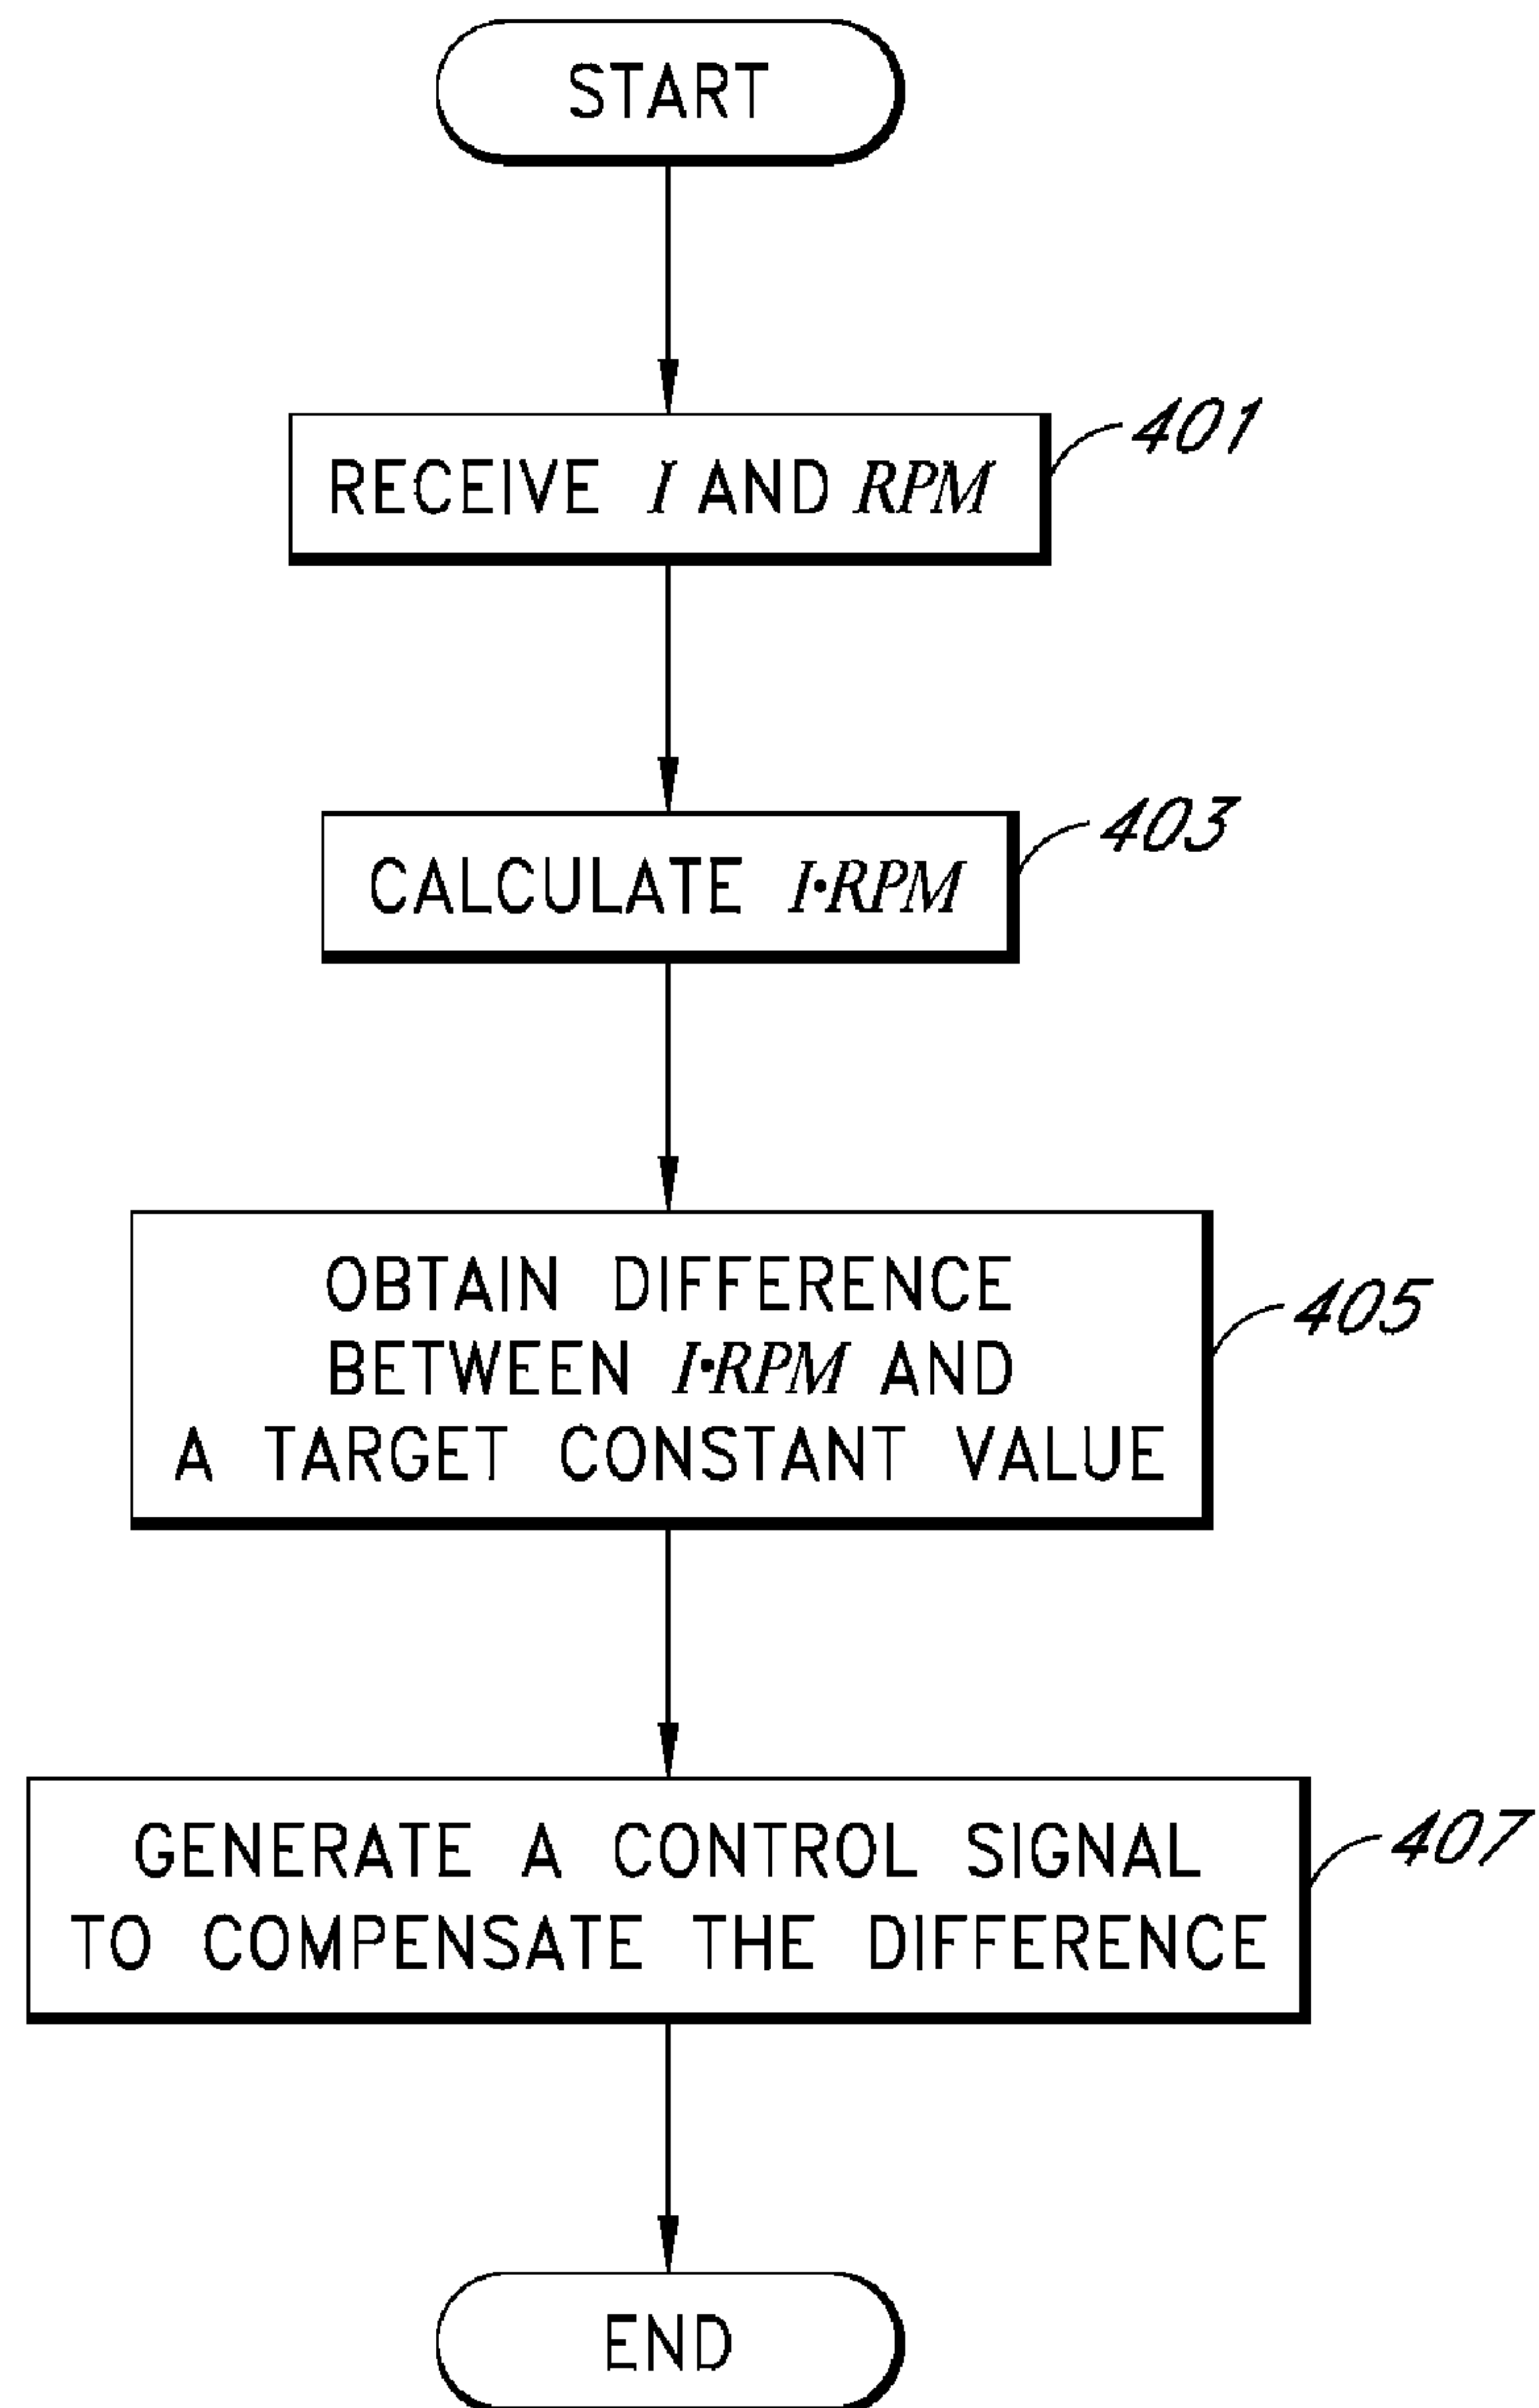 START
RECEIVE I AND RPM
401
CALCULATE I•RPM
403
OBTAIN DIFFERENCE
BETWEEN I•RPM AND
A TARGET CONSTANT VALUE
405
GENERATE A CONTROL SIGNAL
TO COMPENSATE THE DIFFERENCE
407
END